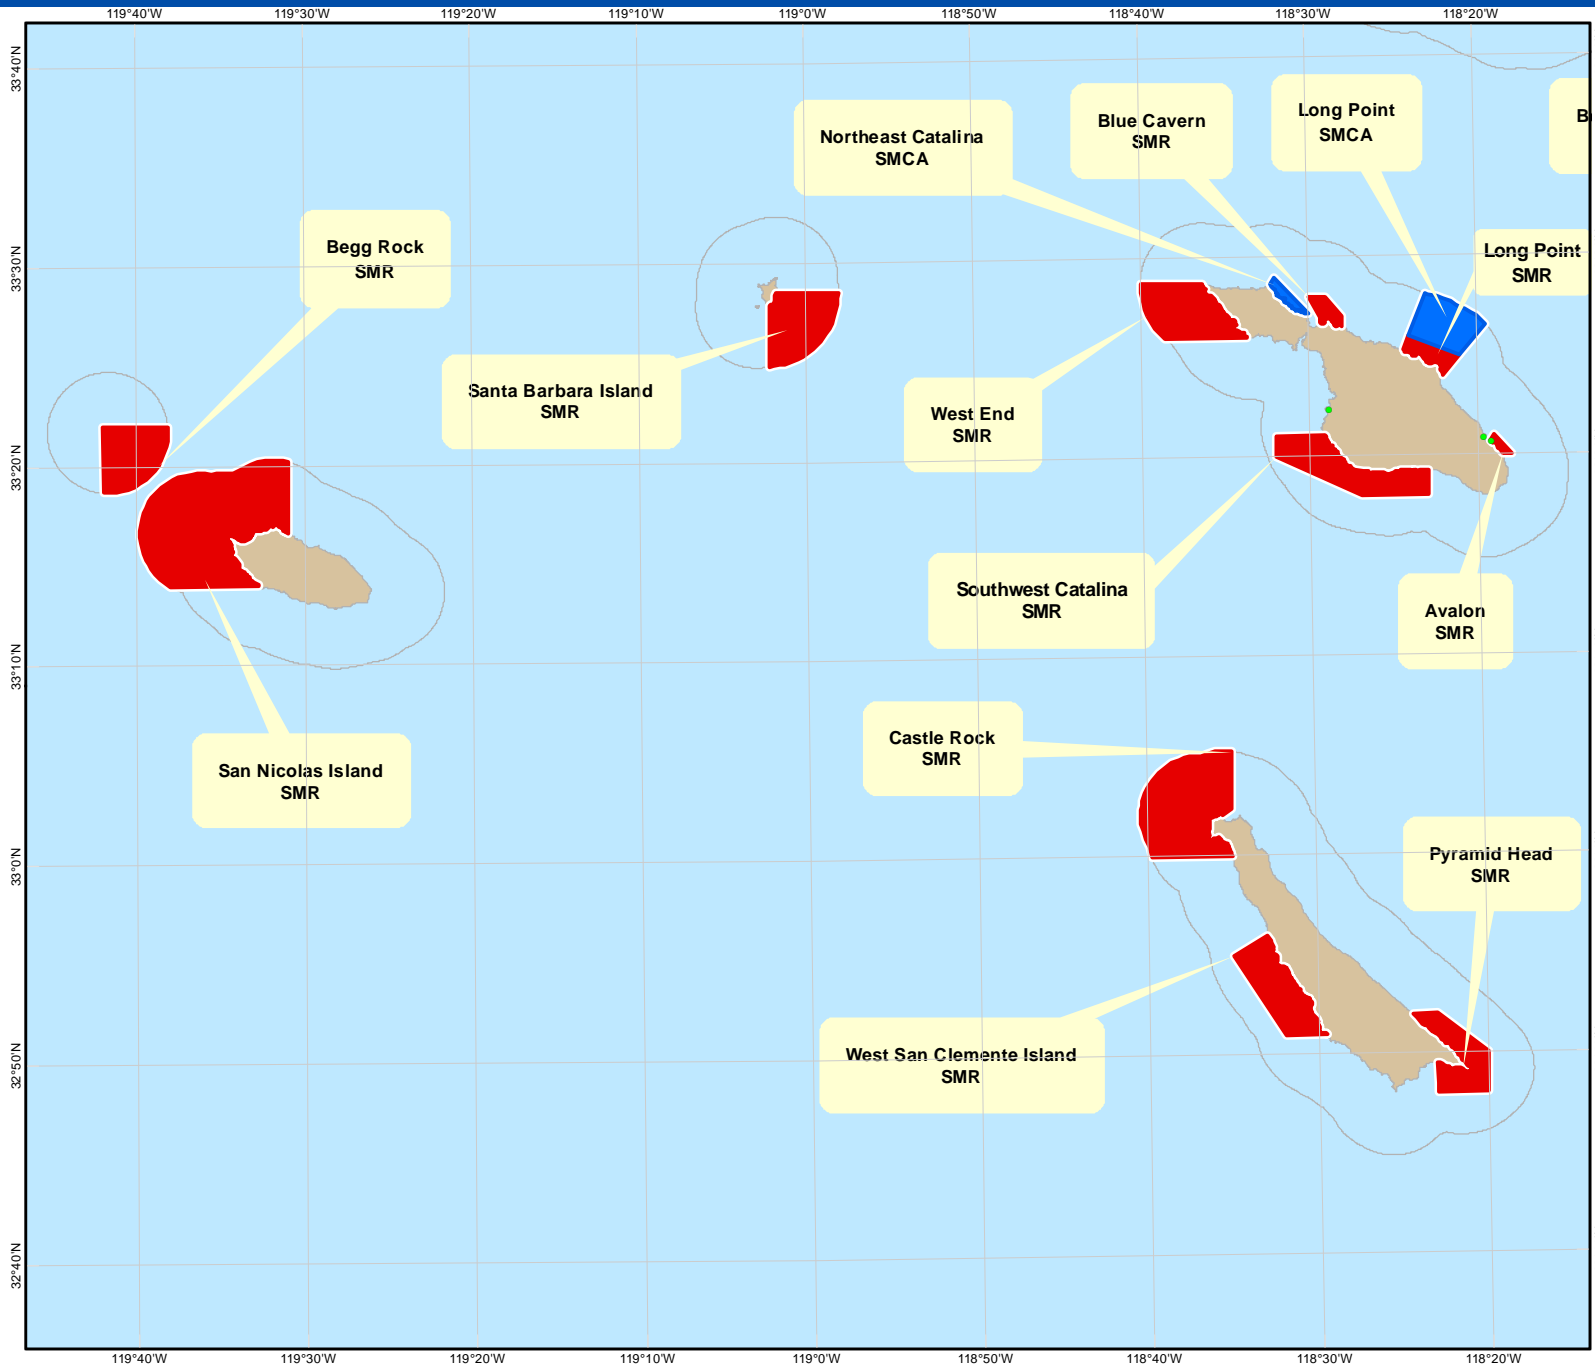 119°40'W
119°30'W
119°20'W
119°10'W
119°0'W
118°50'W
118°40'W
118°30'W
118°20'W
33°40'N
33°30'N
33°20'N
33°10'N
33°0'N
32°50'N
32°40'N
Northeast Catalina
SMCA
Blue Cavern
SMR
Long Point
SMCA
B
Begg Rock
SMR
Long Point
SMR
Santa Barbara Island
SMR
West End
SMR
Southwest Catalina
SMR
Avalon
SMR
San Nicolas Island
SMR
Castle Rock
SMR
Pyramid Head
SMR
West San Clemente Island
SMR
119°40'W
119°30'W
119°20'W
119°10'W
119°0'W
118°50'W
118°40'W
118°30'W
118°20'W